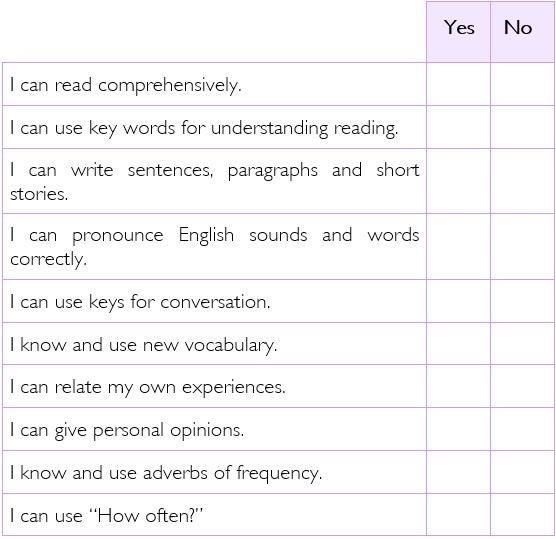 Yes No
I can read comprehensively.
I can use key words for understanding reading.
I can write sentences, paragraphs and short
stories.
I can pronounce English sounds and words
correctly.
I can use keys for conversation.
I know and use new vocabulary.
I can relate my own experiences.
I can give personal opinions.
I know and use adverbs of frequency.
I can use “How often?”